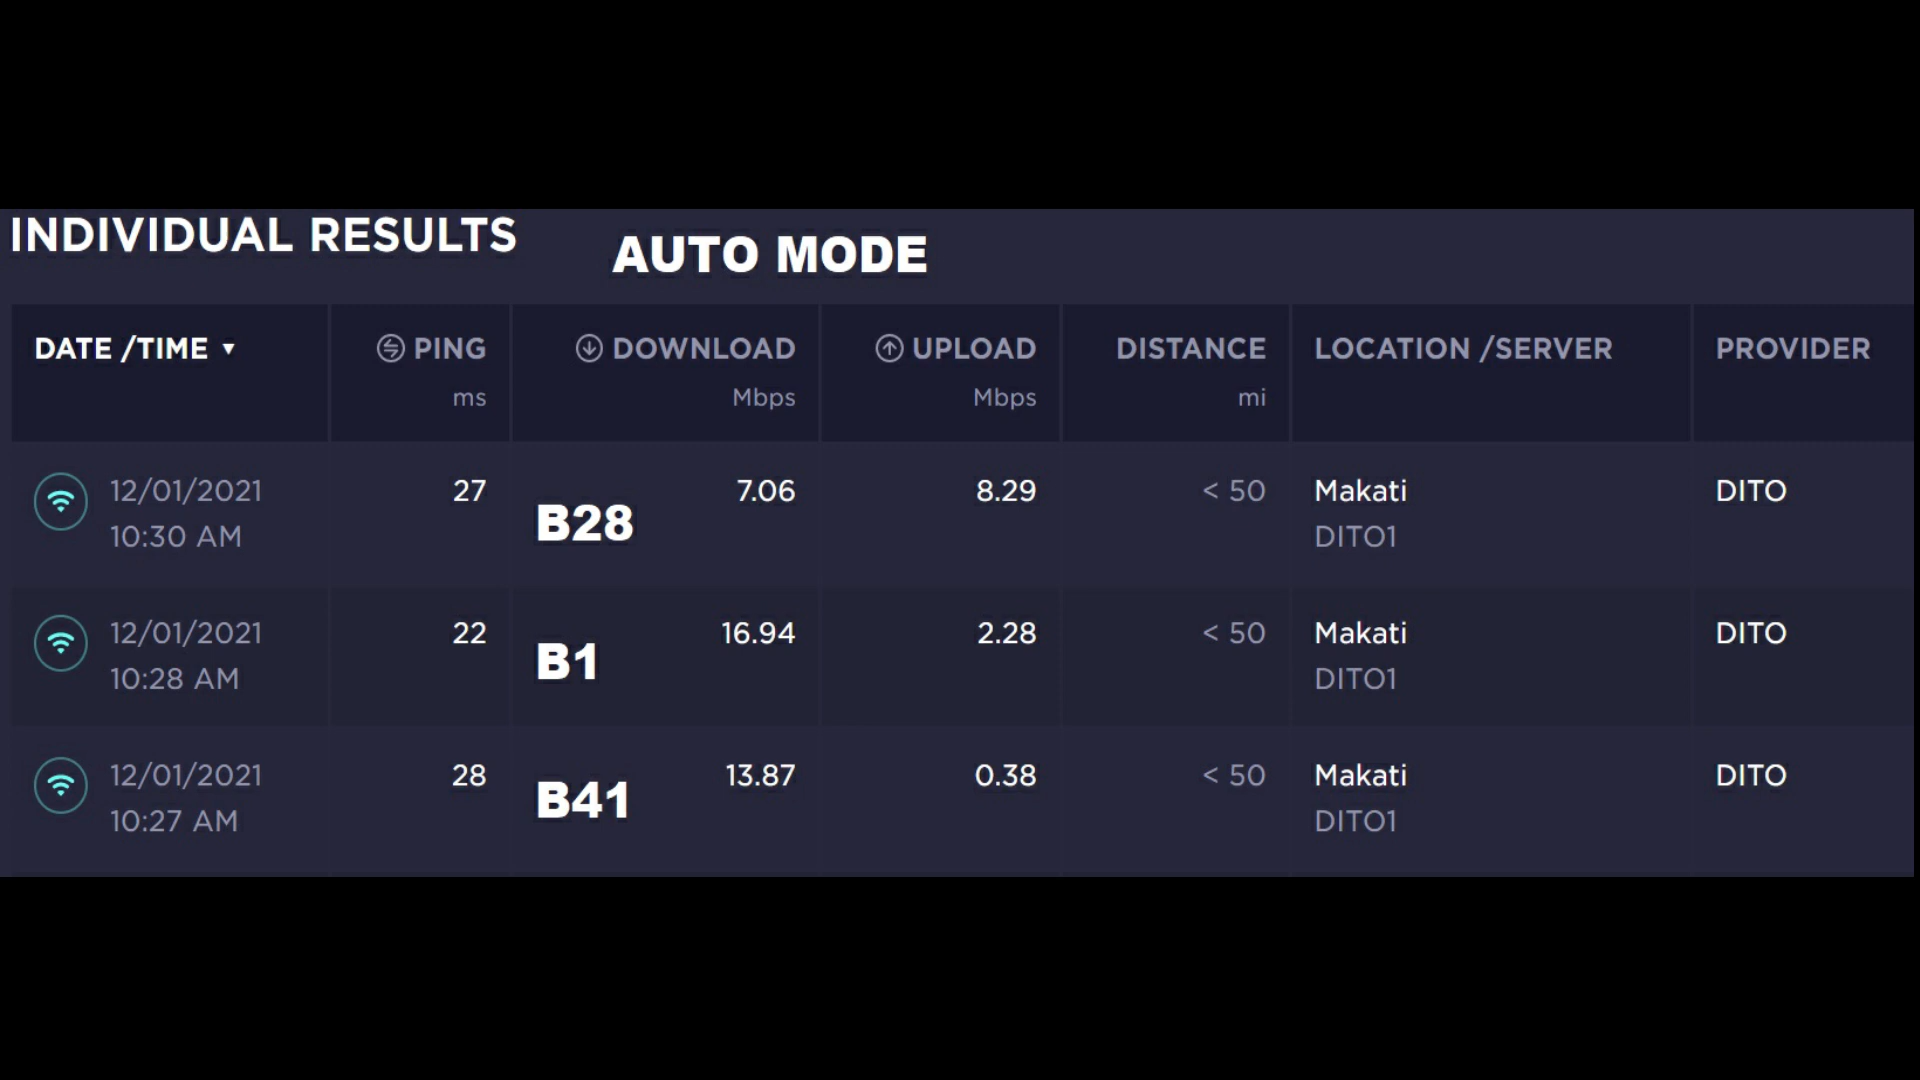 INDIVIDUAL RESULTS
AUTO MODE
DATE /TIME ▼ PING DOWNLOAD UPLOAD DISTANCE LOCATION /SERVER PROVIDER
ms Mbps Mbps mi
12/01/2021 27 7.06 8.29 < 50 Makati DITO
10:30 AM B28 DITO1
12/01/2021 22 16.94 2.28 < 50 Makati DITO
10:28 AM B1 DITO1
12/01/2021 28 13.87 0.38 < 50 Makati DITO
10:27 AM B41 DITO1